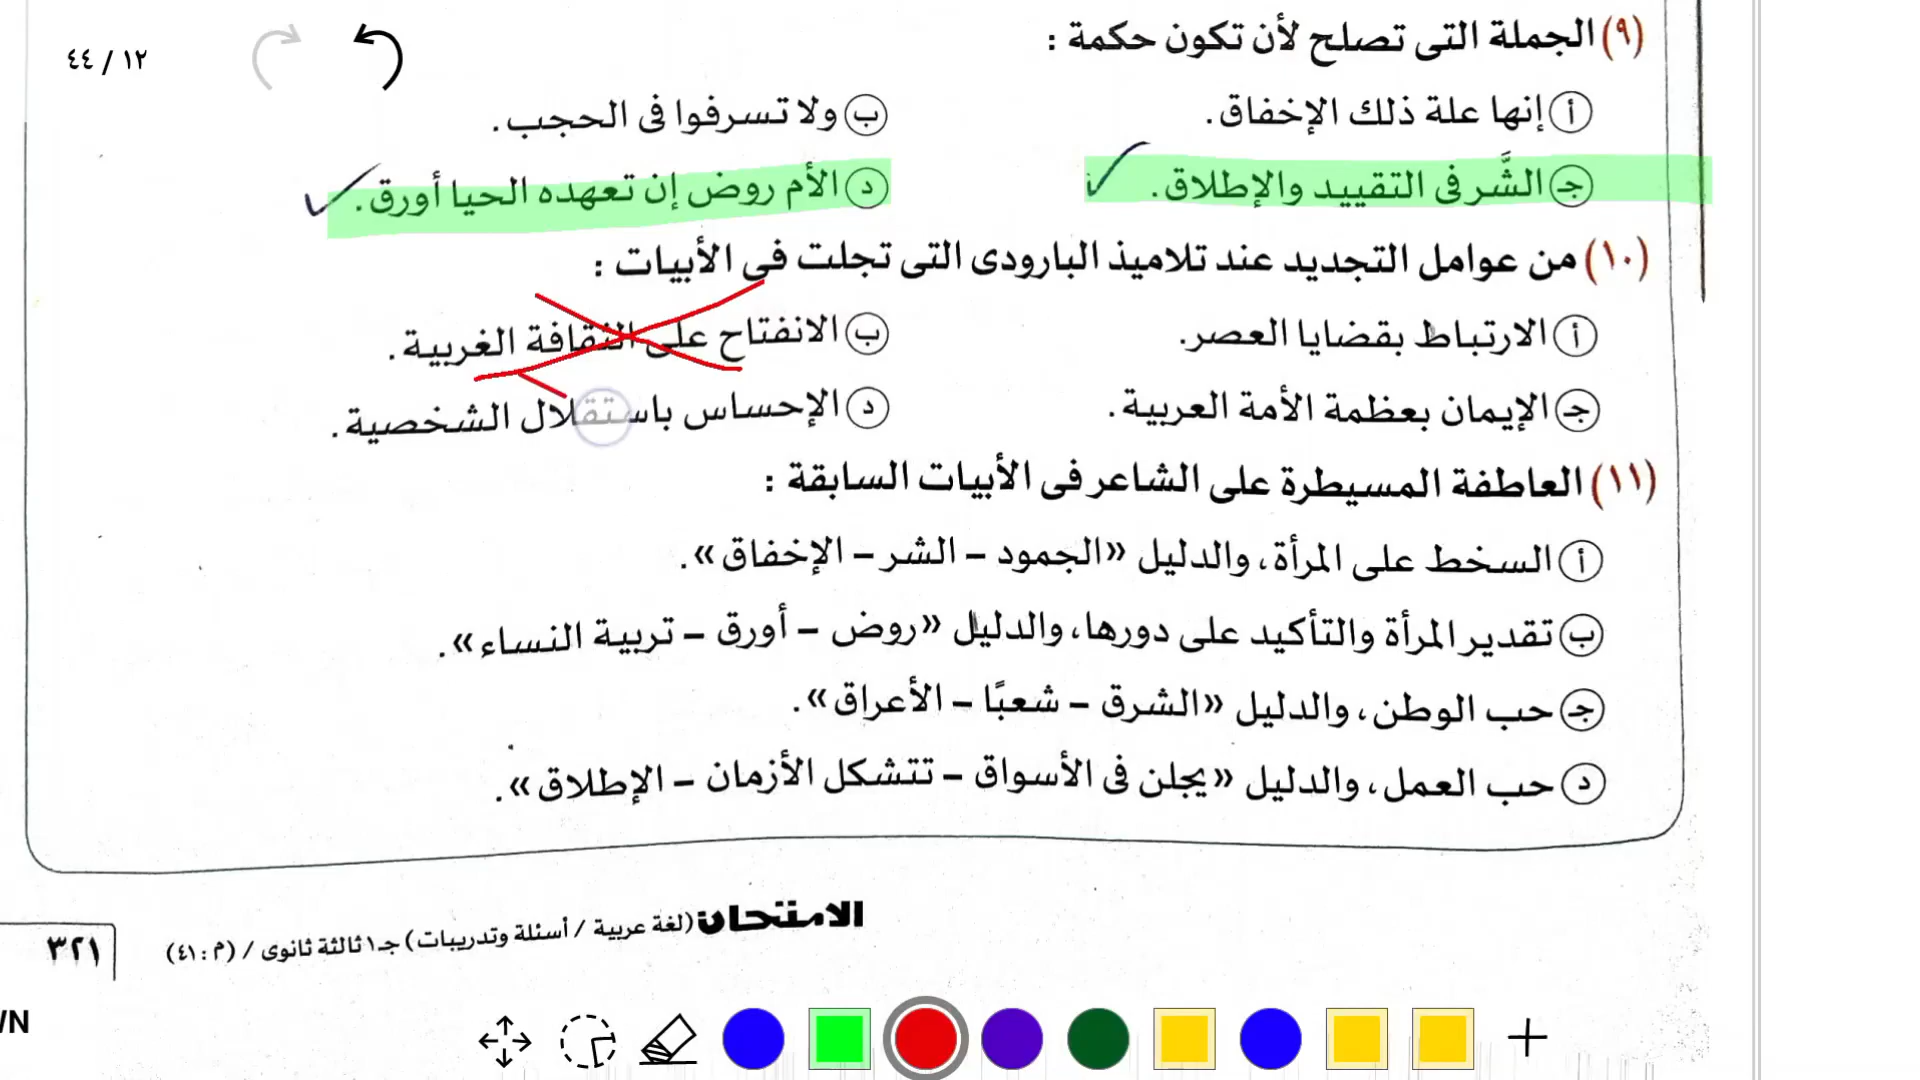 ٤٤ / ١٢
(٩) الجملة التى تصلح لأن تكون حكمة :
أ إنها علة ذلك الإخفاق.
ب ولا تسرفوا فى الحجب.
جـ الشَّر فى التقييد والإطلاق.
د الأم روض إن تعهده الحيا أورق.
(١٠) من عوامل التجديد عند تلاميذ البارودى التى تجلت فى الأبيات :
أ الارتباط بقضايا العصر.
ب الانفتاح على الثقافة الغربية.
جـ الإيمان بعظمة الأمة العربية.
د الإحساس باستقلال الشخصية.
(١١) العاطفة المسيطرة على الشاعر فى الأبيات السابقة :
أ السخط على المرأة، والدليل «الجمود – الشر – الإخفاق».
ب تقدير المرأة والتأكيد على دورها، والدليل «روض – أورق – تربية النساء».
جـ حب الوطن، والدليل «الشرق – شعبًا – الأعراق».
د حب العمل، والدليل «يجلن فى الأسواق – تتشكل الأزمان – الإطلاق».
الامتحان (لغة عربية / أسئلة وتدريبات) جـ١ ثالثة ثانوى / (م : ٤١)
٣٢١
WN